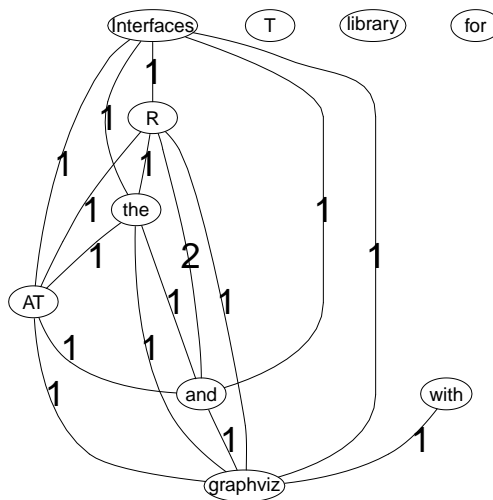 Interfaces T library for
1
R
1 1 1
the
1 1 1 2 1 1
AT
1 1
1 1
and with
1 1 1
graphviz